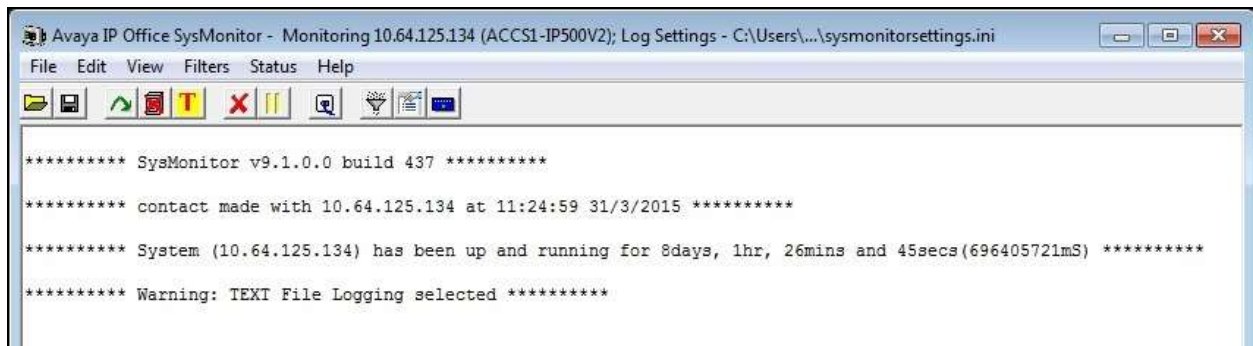 Avaya IP Office SysMonitor - Monitoring 10.64.125.134 (ACCS1-IP500V2); Log Settings - C:\Users\...\sysmonitorsettings.ini
File Edit View Filters Status Help
T
********** SysMonitor v9.1.0.0 build 437 **********
********** contact made with 10.64.125.134 at 11:24:59 31/3/2015 **********
********** System (10.64.125.134) has been up and running for 8days, 1hr, 26mins and 45secs(696405721mS) **********
********** Warning: TEXT File Logging selected **********